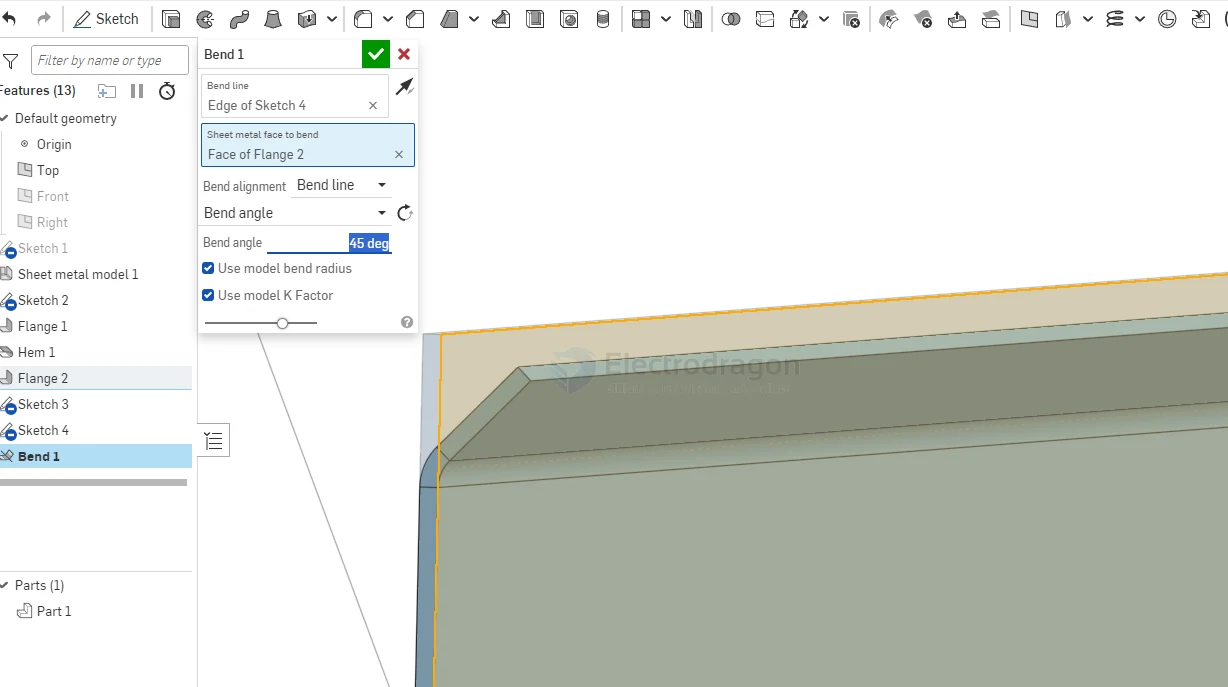 Sketch
Filter by name or type
Features (13)
Default geometry
Origin
Top
Front
Right
Sketch 1
Sheet metal model 1
Sketch 2
Flange 1
Hem 1
Flange 2
Sketch 3
Sketch 4
Bend 1
Parts (1)
Part 1
Bend 1
Bend line
Edge of Sketch 4
Sheet metal face to bend
Face of Flange 2
Bend alignment Bend line
Bend angle
Bend angle 45 deg
Use model bend radius
Use model K Factor
Electrodragon